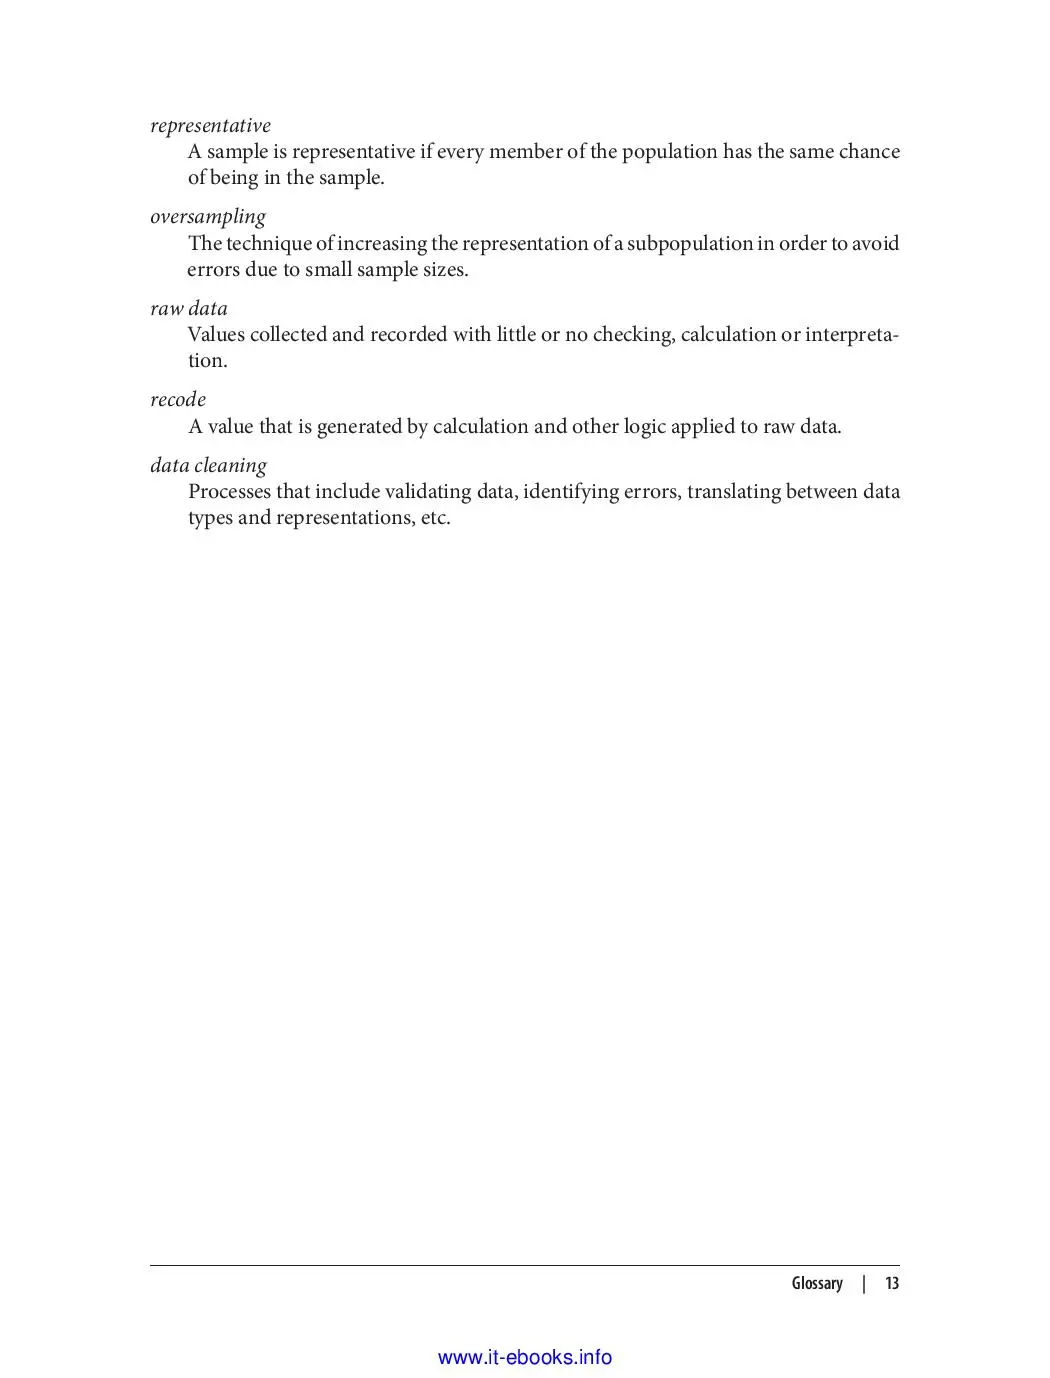 representative
A sample is representative if every member of the population has the same chance
of being in the sample.
oversampling
The technique of increasing the representation of a subpopulation in order to avoid
errors due to small sample sizes.
raw data
Values collected and recorded with little or no checking, calculation or interpreta-
tion.
recode
A value that is generated by calculation and other logic applied to raw data.
data cleaning
Processes that include validating data, identifying errors, translating between data
types and representations, etc.
Glossary | 13
www.it-ebooks.info